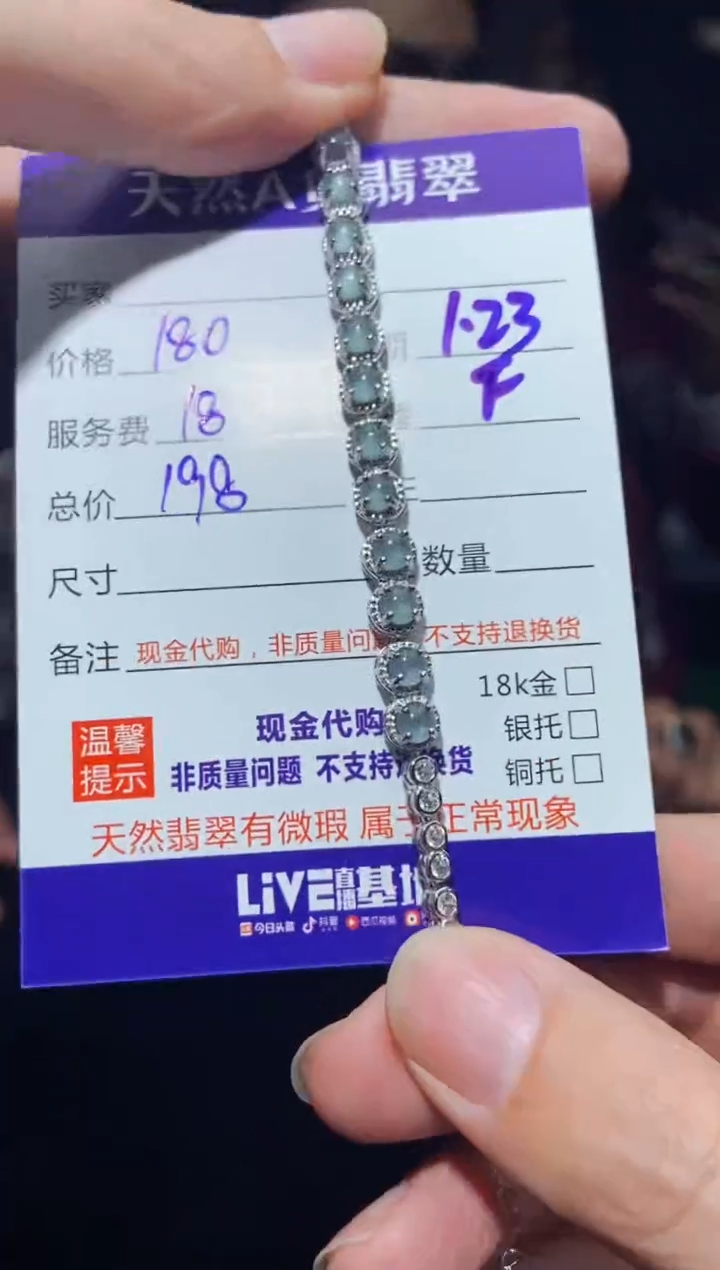 天然A 翡翠
买家
价格 180 1.23
服务费 18 下
总价 198
尺寸 数量
备注 现金代购，非质量问 不支持退换货
18k金
温馨提示
现金代购 银托
非质量问题 不支持 换货 铜托
天然翡翠有微瑕 属于正常现象
LiVE直播基
今日头条 抖音 西瓜视频